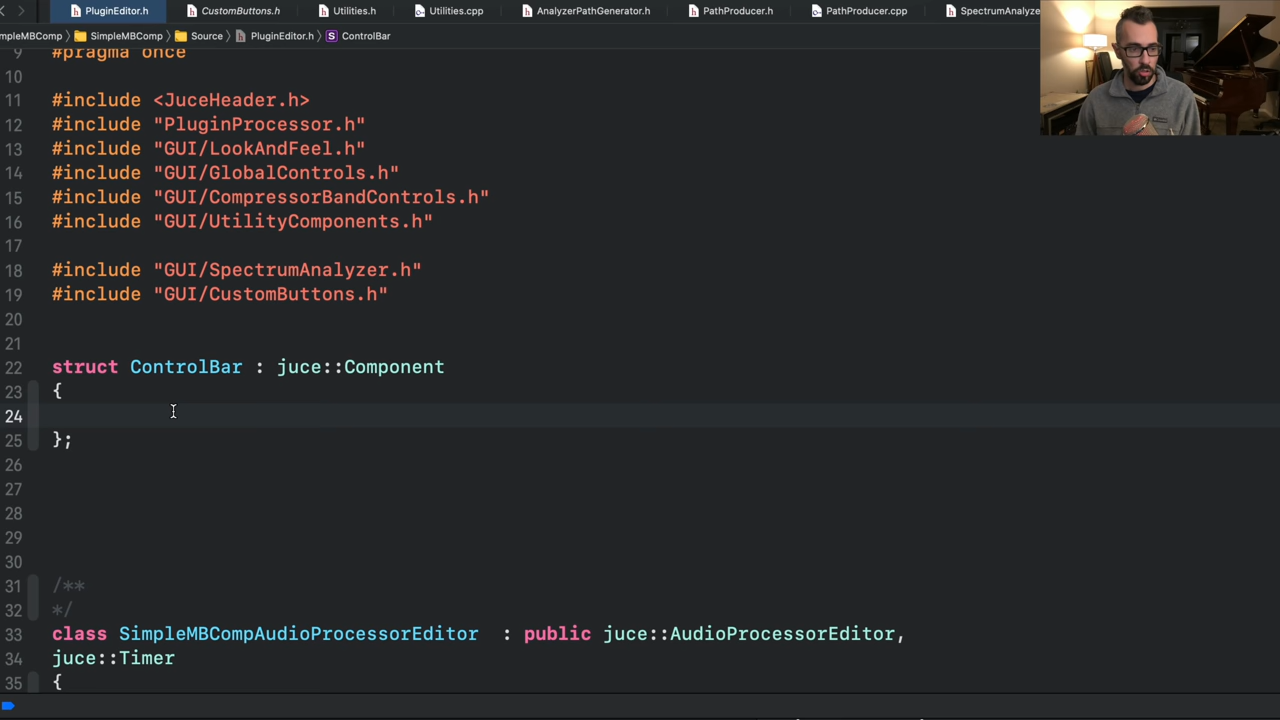 PluginEditor.h CustomButtons.h Utilities.h Utilities.cpp AnalyzerPathGenerator.h PathProducer.h PathProducer.cpp SpectrumAnalyze
mpleMBComp SimpleMBComp Source PluginEditor.h S ControlBar
9 #pragma once
10
11 #include <JuceHeader.h>
12 #include "PluginProcessor.h"
13 #include "GUI/LookAndFeel.h"
14 #include "GUI/GlobalControls.h"
15 #include "GUI/CompressorBandControls.h"
16 #include "GUI/UtilityComponents.h"
17
18 #include "GUI/SpectrumAnalyzer.h"
19 #include "GUI/CustomButtons.h"
20
21
22 struct ControlBar : juce::Component
23 {
24
25 };
26
27
28
29
30
31 /**
32 */
33 class SimpleMBCompAudioProcessorEditor : public juce::AudioProcessorEditor,
34 juce::Timer
35 {